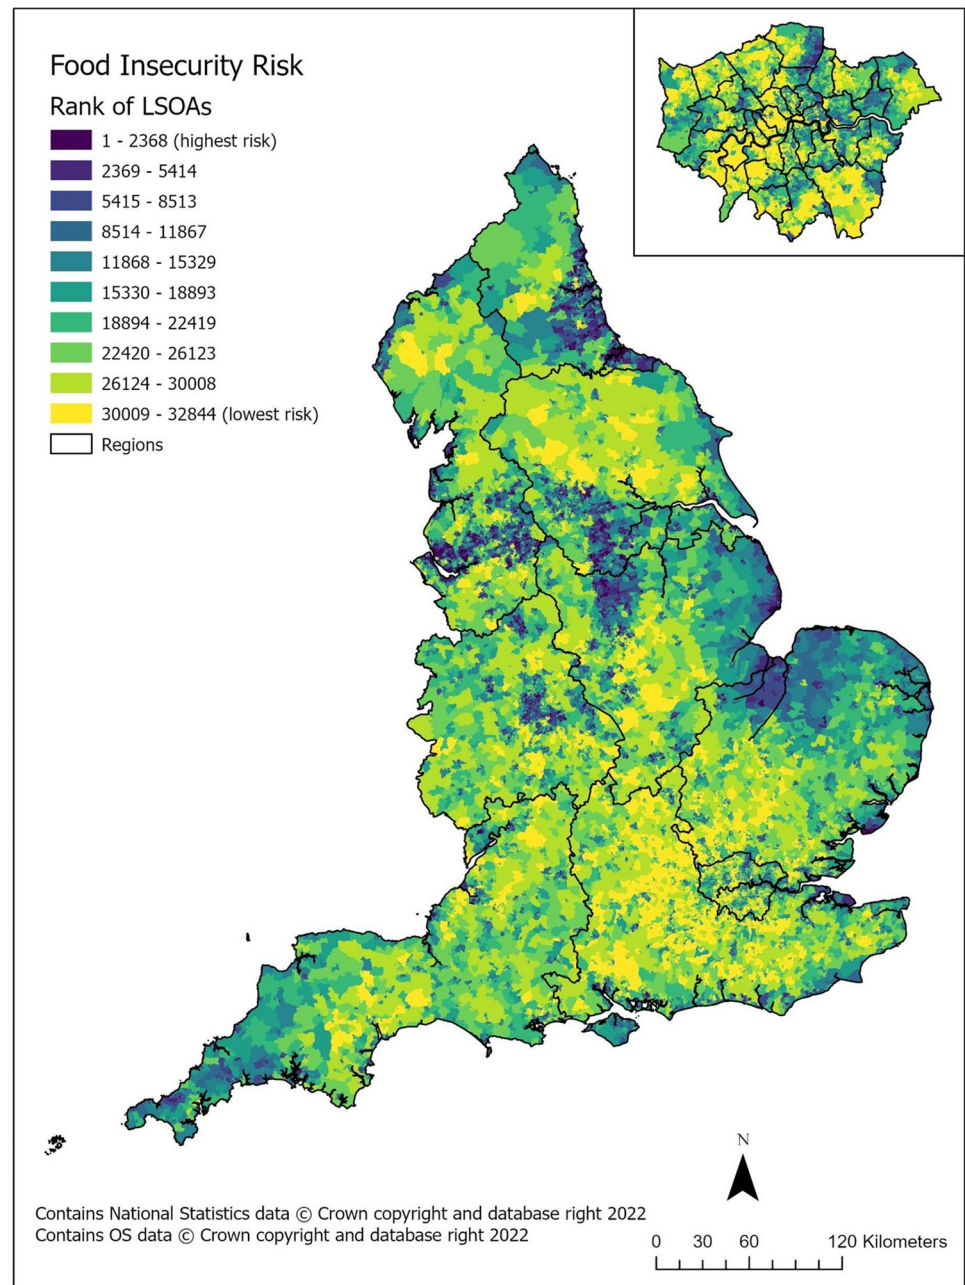 Food Insecurity Risk
Rank of LSOAs
1 - 2368 (highest risk)
2369 - 5414
5415 - 8513
8514 - 11867
11868 - 15329
15330 - 18893
18894 - 22419
22420 - 26123
26124 - 30008
30009 - 32844 (lowest risk)
Regions
N
Contains National Statistics data © Crown copyright and database right 2022
Contains OS data © Crown copyright and database right 2022
0 30 60 120 Kilometers